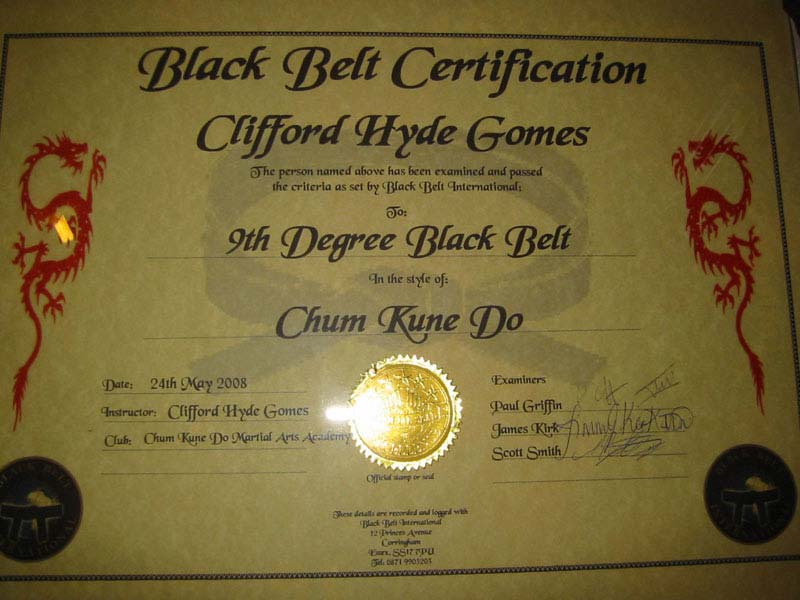 Black Belt Certification
Clifford Hyde Gomes
The person named above has been examined and passed
the criteria as set by Black Belt International;
To:
9th Degree Black Belt
In the style of:
Chum Kune Do
Date: 24th May 2008
Instructor: Clifford Hyde Gomes
Club: Chum Kune Do Martial Arts Academy
Examiners
Paul Griffin
James Kirk
Scott Smith
Official stamp or seal
These details are recorded and logged with
Black Belt International
12 Princes Avenue
Corringham
Essex, SS17 7PU
Tel: 0871 9903203
BLACK BELT
INTERNATIONAL
BLACK BELT
INTERNATIONAL